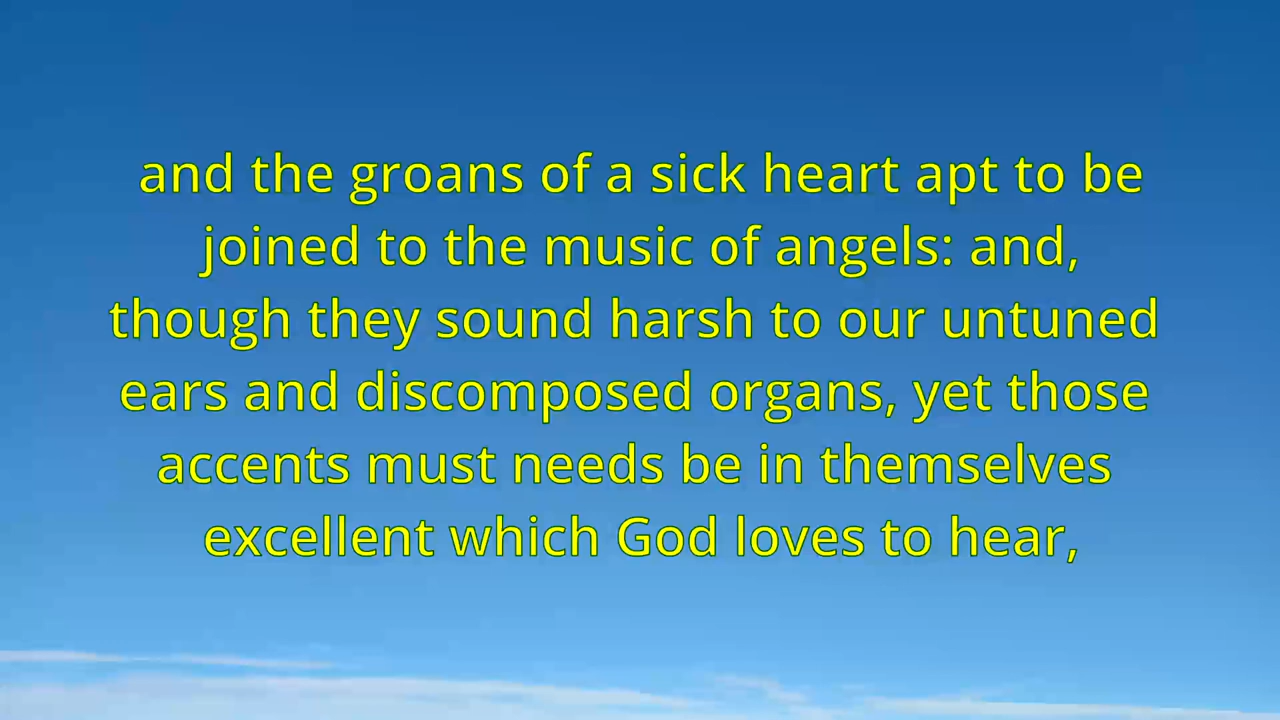 and the groans of a sick heart apt to be
joined to the music of angels: and,
though they sound harsh to our untuned
ears and discomposed organs, yet those
accents must needs be in themselves
excellent which God loves to hear,